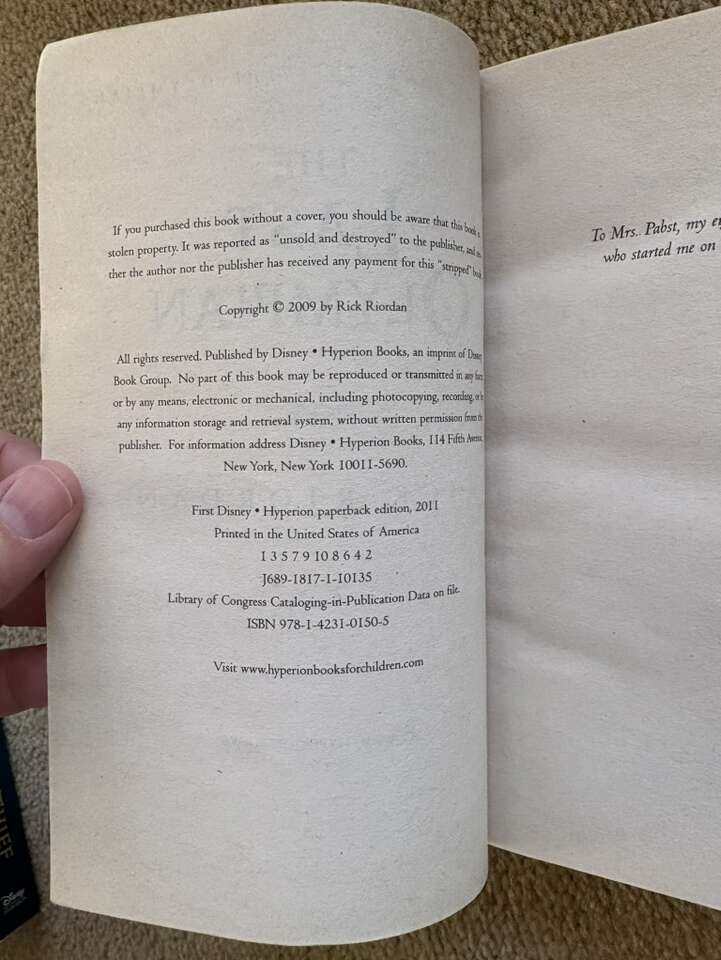 If you purchased this book without a cover, you should be aware that this book is
stolen property. It was reported as “unsold and destroyed” to the publisher, and
ther the author nor the publisher has received any payment for this “stripped” book.
Copyright © 2009 by Rick Riordan
All rights reserved. Published by Disney • Hyperion Books, an imprint of Disney
Book Group. No part of this book may be reproduced or transmitted in any form
or by any means, electronic or mechanical, including photocopying, recording, or
any information storage and retrieval system, without written permission from the
publisher. For information address Disney • Hyperion Books, 114 Fifth Avenue,
New York, New York 10011-5690.
First Disney • Hyperion paperback edition, 2011
Printed in the United States of America
1 3 5 7 9 10 8 6 4 2
J689-1817-1-10135
Library of Congress Cataloging-in-Publication Data on file.
ISBN 978-1-4231-0150-5
Visit www.hyperionbooksforchildren.com
To Mrs. Pabst, my
who started me on
THIEF
Disney